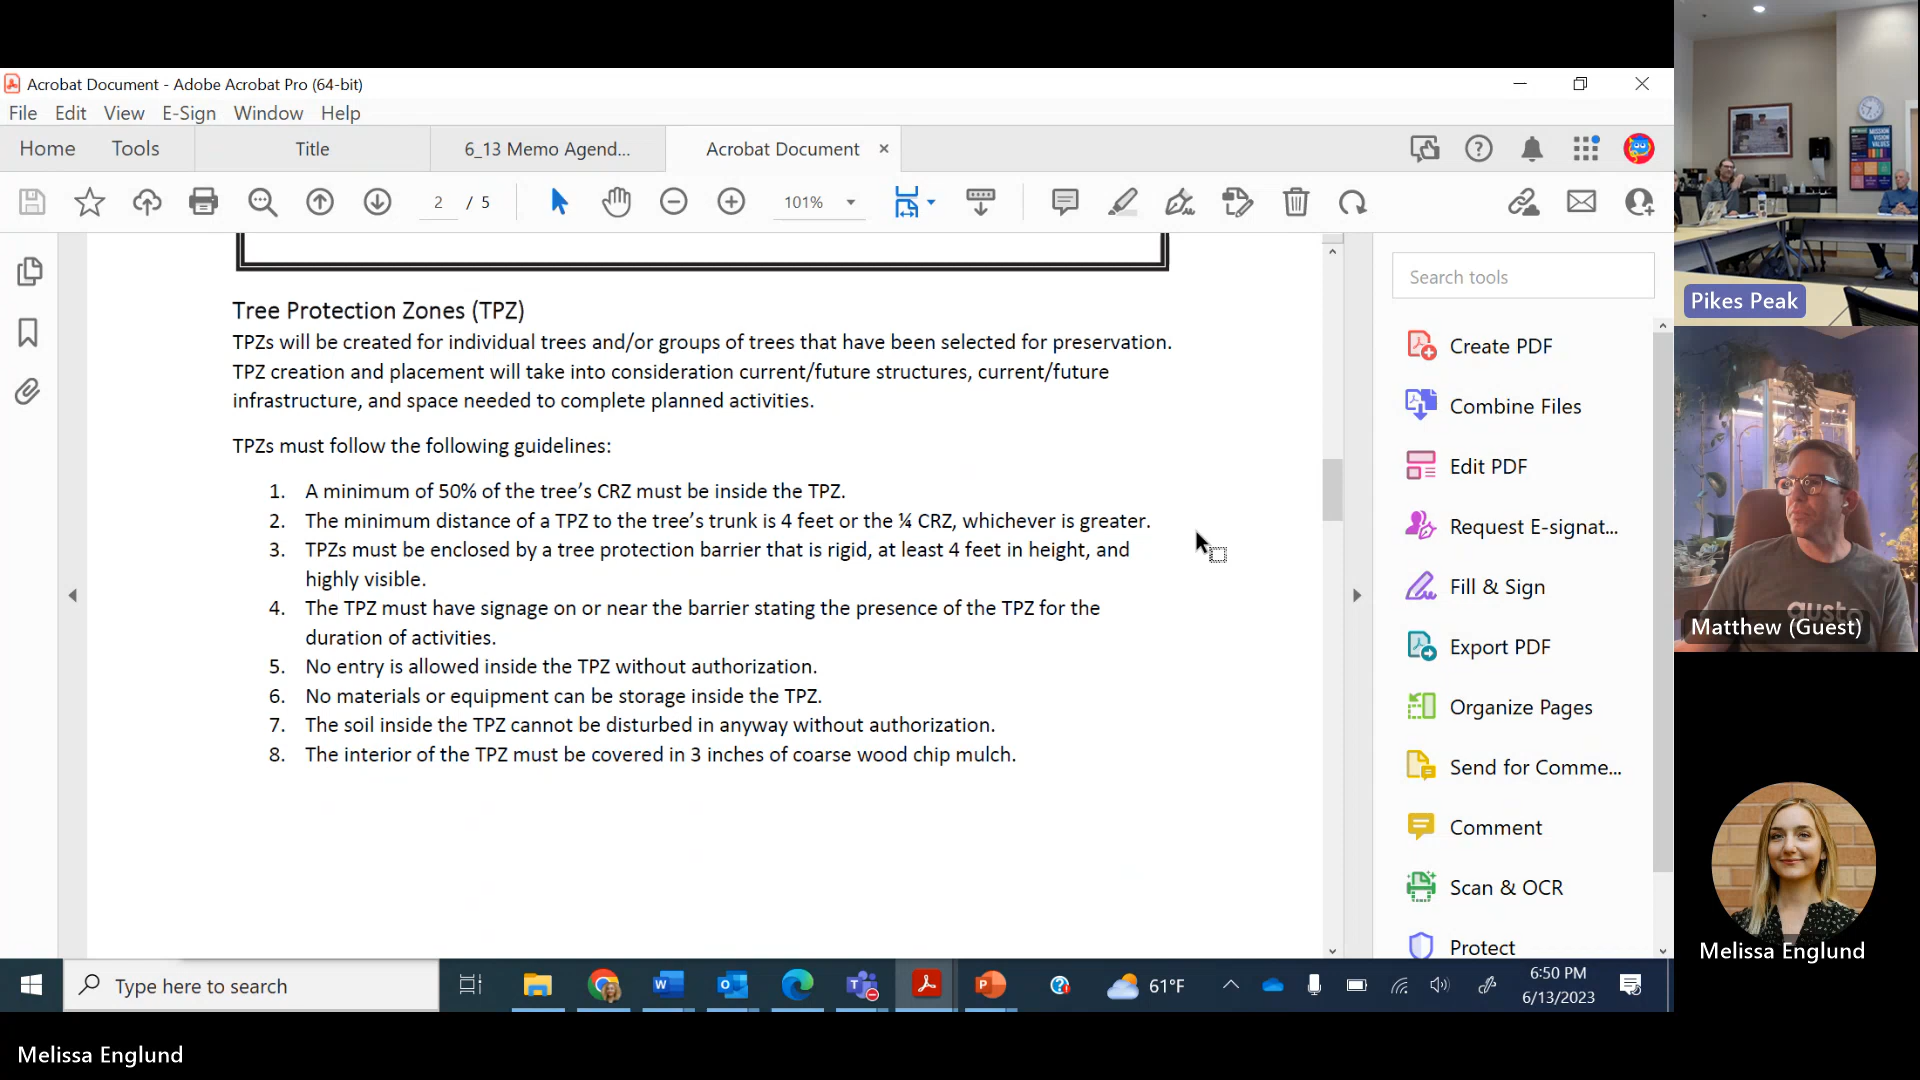 Acrobat Document - Adobe Acrobat Pro (64-bit)
File Edit View E-Sign Window Help
Home Tools Title 6_13 Memo Agend... Acrobat Document
2 / 5 101%
Tree Protection Zones (TPZ)
TPZs will be created for individual trees and/or groups of trees that have been selected for preservation.
TPZ creation and placement will take into consideration current/future structures, current/future
infrastructure, and space needed to complete planned activities.
TPZs must follow the following guidelines:
1. A minimum of 50% of the tree’s CRZ must be inside the TPZ.
2. The minimum distance of a TPZ to the tree’s trunk is 4 feet or the ¼ CRZ, whichever is greater.
3. TPZs must be enclosed by a tree protection barrier that is rigid, at least 4 feet in height, and
highly visible.
4. The TPZ must have signage on or near the barrier stating the presence of the TPZ for the
duration of activities.
5. No entry is allowed inside the TPZ without authorization.
6. No materials or equipment can be storage inside the TPZ.
7. The soil inside the TPZ cannot be disturbed in anyway without authorization.
8. The interior of the TPZ must be covered in 3 inches of coarse wood chip mulch.
Search tools
Create PDF
Combine Files
Edit PDF
Request E-signat...
Fill & Sign
Export PDF
Organize Pages
Send for Comme...
Comment
Scan & OCR
Protect
MISSION
VISION
VALUES
Pikes Peak
gusto
Matthew (Guest)
Melissa Englund
Type here to search
61°F
6:50 PM
6/13/2023
Melissa Englund